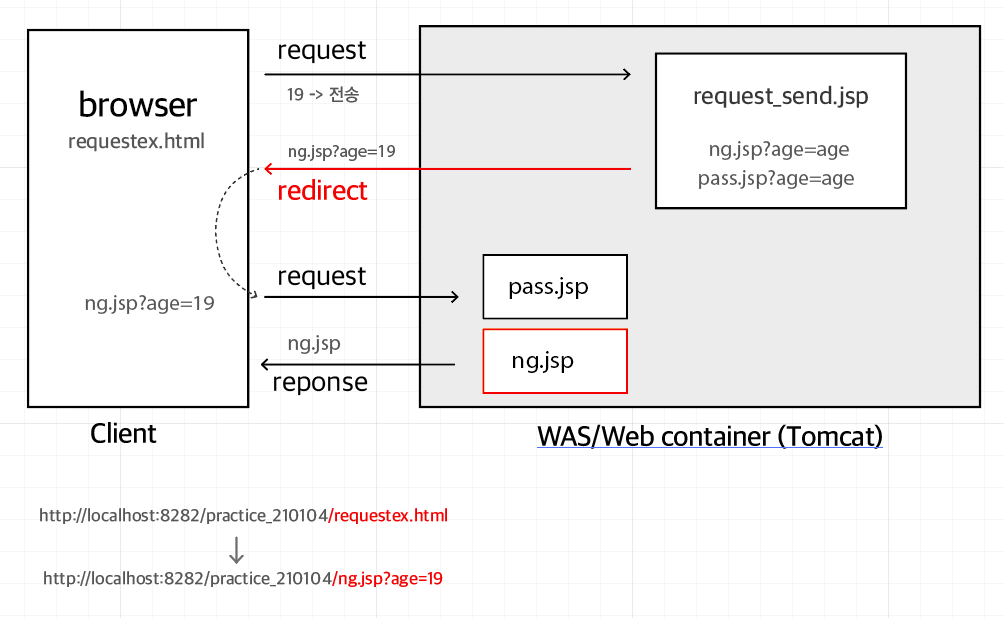 request
19 -> 전송
browser
requestex.html
request_send.jsp
ng.jsp?age=age
pass.jsp?age=age
ng.jsp?age=19
redirect
request
ng.jsp?age=19
pass.jsp
ng.jsp
ng.jsp
reponse
Client
WAS/Web container (Tomcat)
http://localhost:8282/practice_210104/requestex.html
http://localhost:8282/practice_210104/ng.jsp?age=19